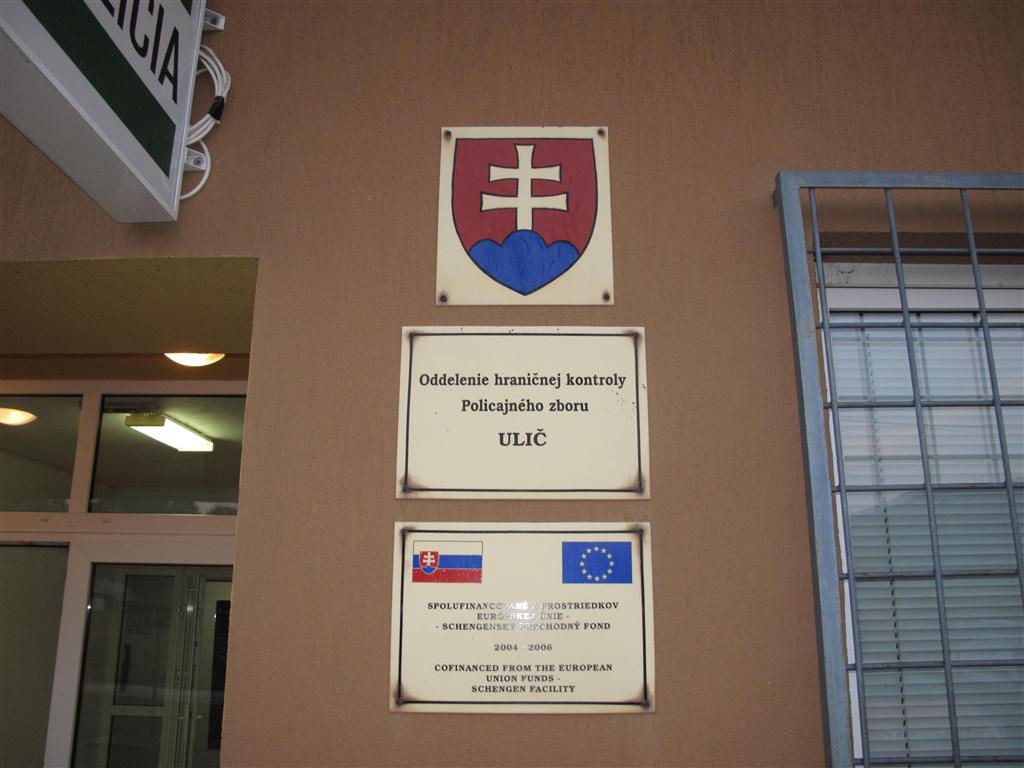 Oddelenie hraničnej kontroly
Policajného zboru
ULIČ
SPOLUFINANCOVANÉ Z PROSTRIEDKOV
EURÓPSKEJ ÚNIE -
- SCHENGENSKÝ PRECHODNÝ FOND
2004 - 2006
COFINANCED FROM THE EUROPEAN
UNION FUNDS -
SCHENGEN FACILITY